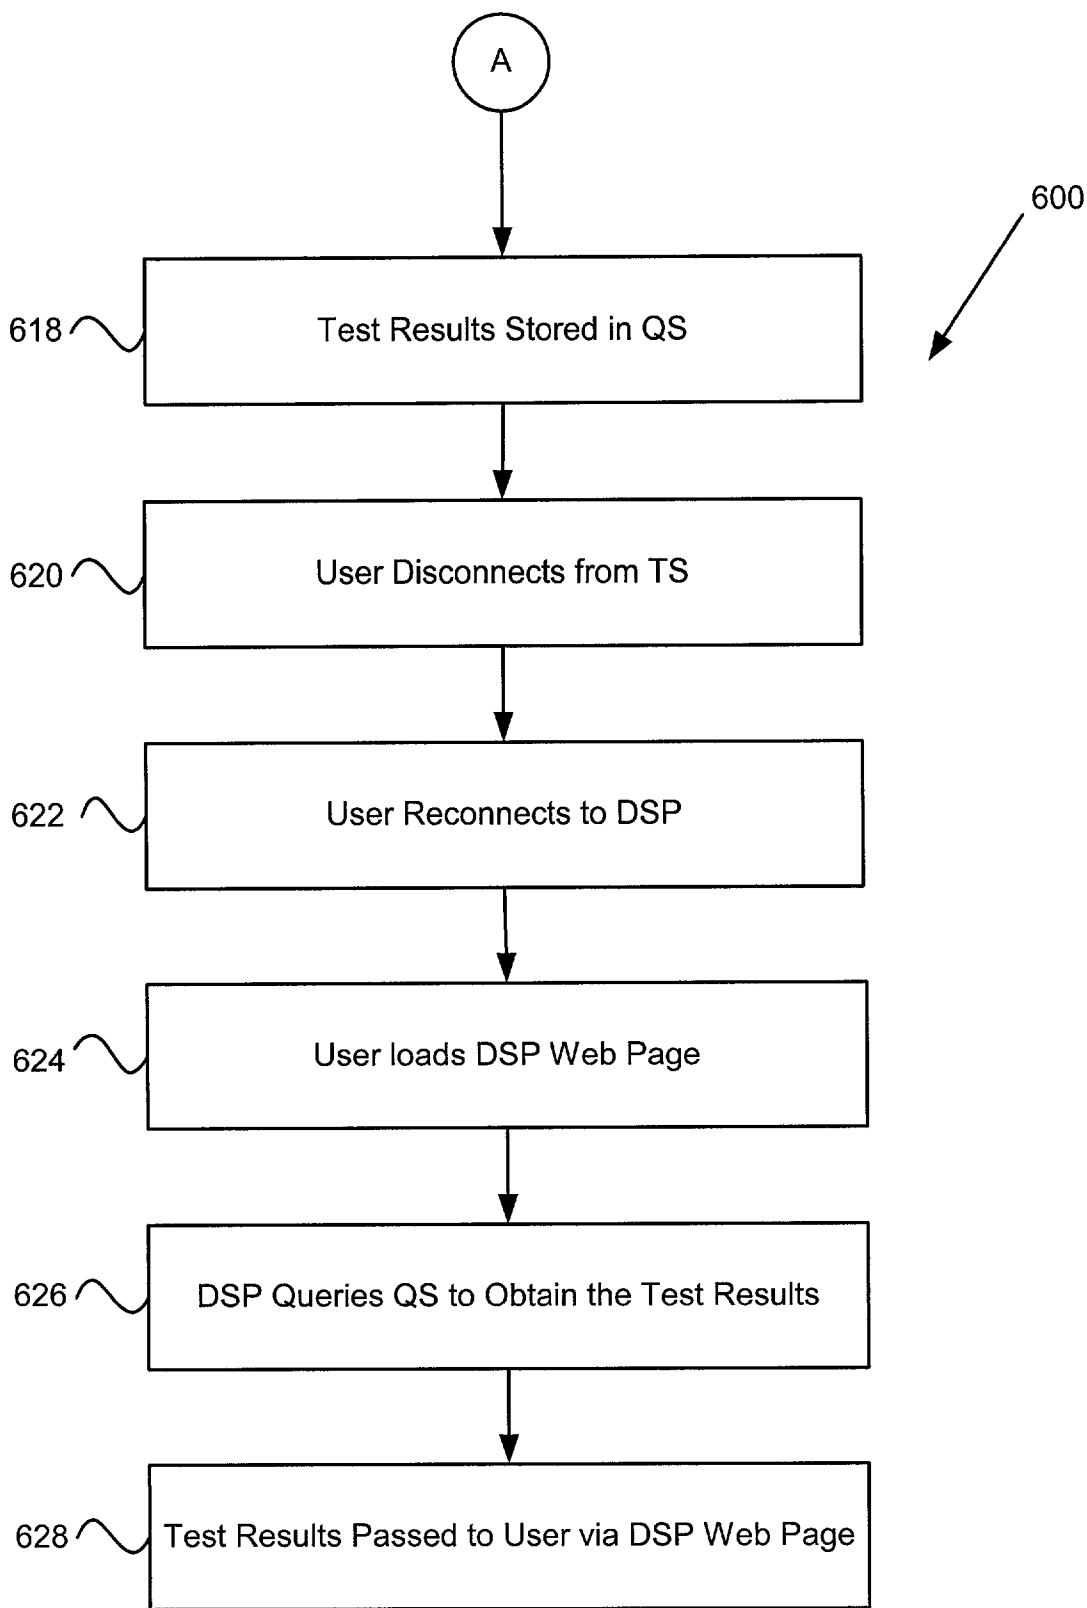 A
600
618
Test Results Stored in QS
620
User Disconnects from TS
622
User Reconnects to DSP
624
User loads DSP Web Page
626
DSP Queries QS to Obtain the Test Results
628
Test Results Passed to User via DSP Web Page